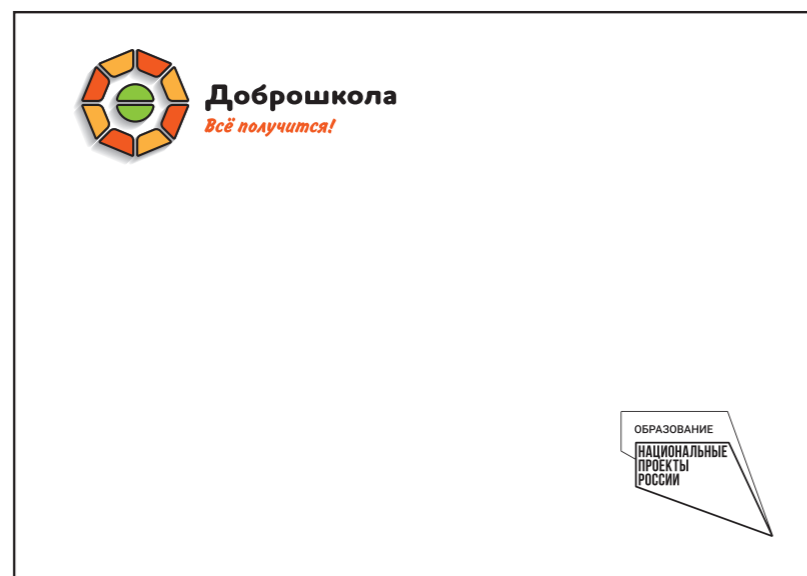 Доброшкола
Всё получится!
ОБРАЗОВАНИЕ
НАЦИОНАЛЬНЫЕ
ПРОЕКТЫ
РОССИИ